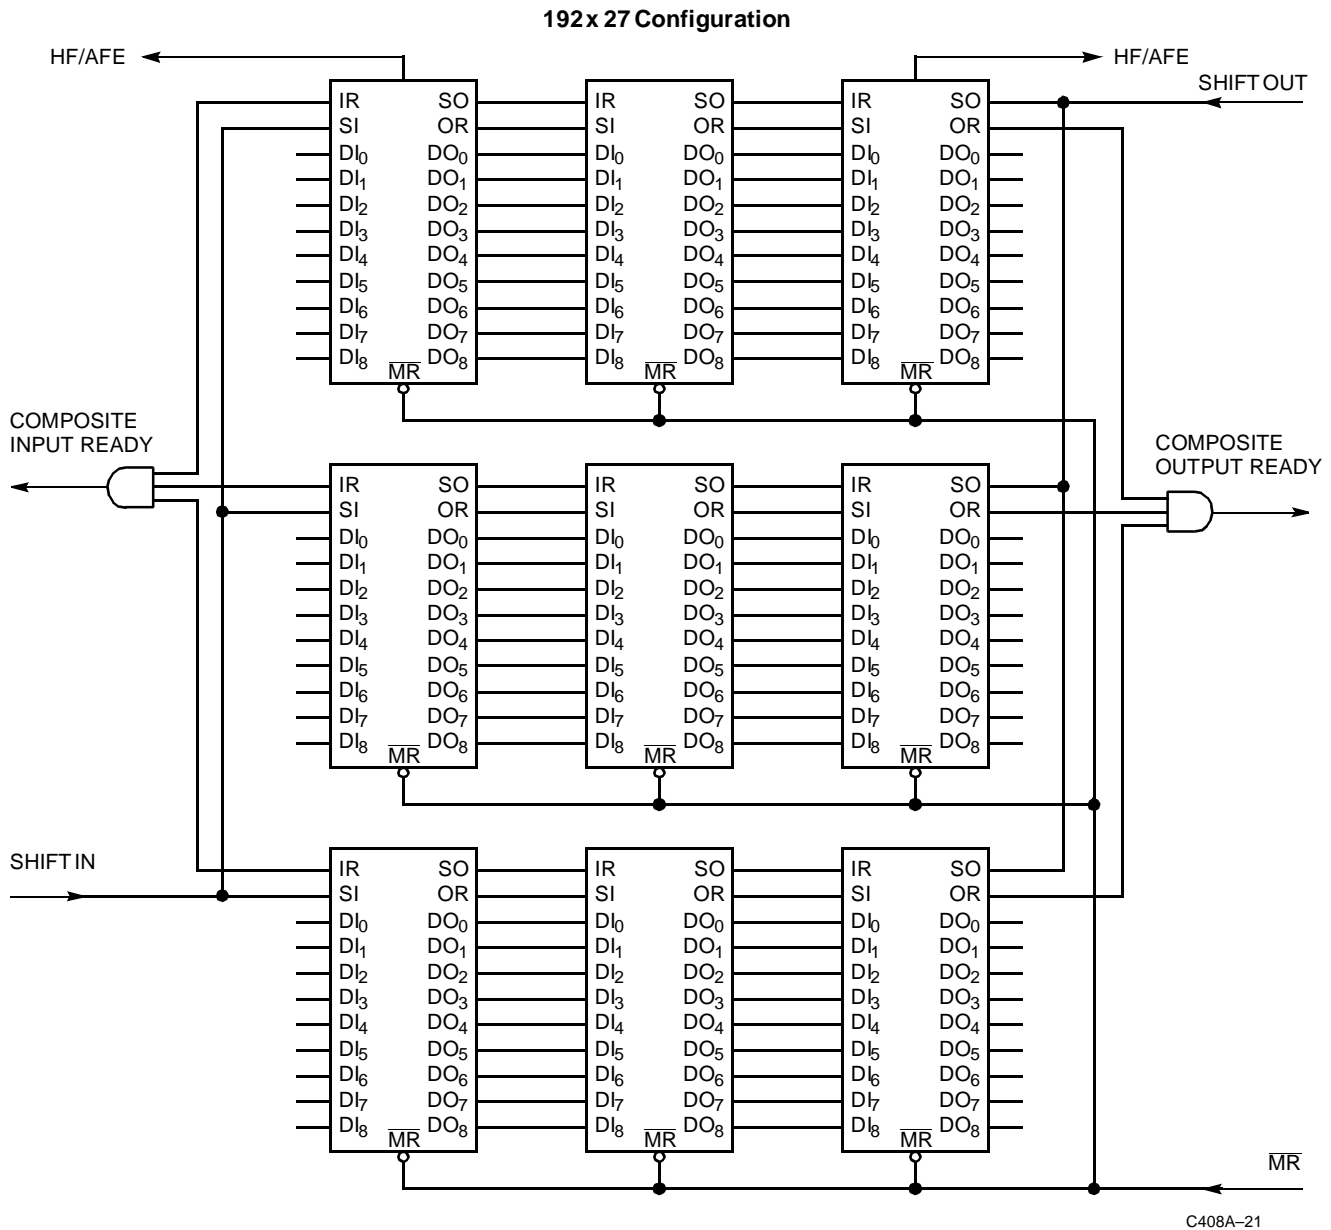 192 x 27 Configuration
HF/AFE HF/AFE
SHIFT OUT
IR SO IR SO IR SO
SI OR SI OR SI OR
DI₀ DO₀ DI₀ DO₀ DI₀ DO₀
DI₁ DO₁ DI₁ DO₁ DI₁ DO₁
DI₂ DO₂ DI₂ DO₂ DI₂ DO₂
DI₃ DO₃ DI₃ DO₃ DI₃ DO₃
DI₄ DO₄ DI₄ DO₄ DI₄ DO₄
DI₅ DO₅ DI₅ DO₅ DI₅ DO₅
DI₆ DO₆ DI₆ DO₆ DI₆ DO₆
DI₇ DO₇ DI₇ DO₇ DI₇ DO₇
DI₈ DO₈ DI₈ DO₈ DI₈ DO₈
M̅R̅ M̅R̅ M̅R̅
COMPOSITE
INPUT READY
COMPOSITE
OUTPUT READY
IR SO IR SO IR SO
SI OR SI OR SI OR
DI₀ DO₀ DI₀ DO₀ DI₀ DO₀
DI₁ DO₁ DI₁ DO₁ DI₁ DO₁
DI₂ DO₂ DI₂ DO₂ DI₂ DO₂
DI₃ DO₃ DI₃ DO₃ DI₃ DO₃
DI₄ DO₄ DI₄ DO₄ DI₄ DO₄
DI₅ DO₅ DI₅ DO₅ DI₅ DO₅
DI₆ DO₆ DI₆ DO₆ DI₆ DO₆
DI₇ DO₇ DI₇ DO₇ DI₇ DO₇
DI₈ DO₈ DI₈ DO₈ DI₈ DO₈
M̅R̅ M̅R̅ M̅R̅
SHIFT IN
IR SO IR SO IR SO
SI OR SI OR SI OR
DI₀ DO₀ DI₀ DO₀ DI₀ DO₀
DI₁ DO₁ DI₁ DO₁ DI₁ DO₁
DI₂ DO₂ DI₂ DO₂ DI₂ DO₂
DI₃ DO₃ DI₃ DO₃ DI₃ DO₃
DI₄ DO₄ DI₄ DO₄ DI₄ DO₄
DI₅ DO₅ DI₅ DO₅ DI₅ DO₅
DI₆ DO₆ DI₆ DO₆ DI₆ DO₆
DI₇ DO₇ DI₇ DO₇ DI₇ DO₇
DI₈ DO₈ DI₈ DO₈ DI₈ DO₈
M̅R̅ M̅R̅ M̅R̅
M̅R̅
C408A–21